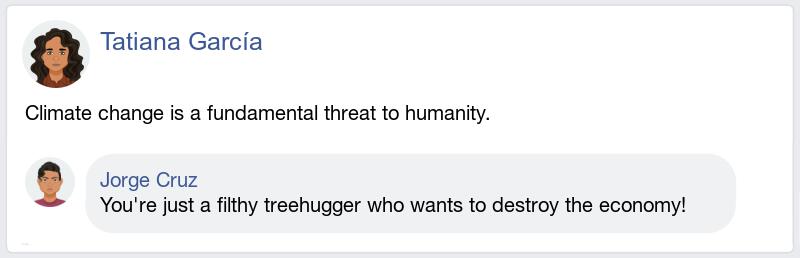 Tatiana García
Climate change is a fundamental threat to humanity.
Jorge Cruz
You're just a filthy treehugger who wants to destroy the economy!